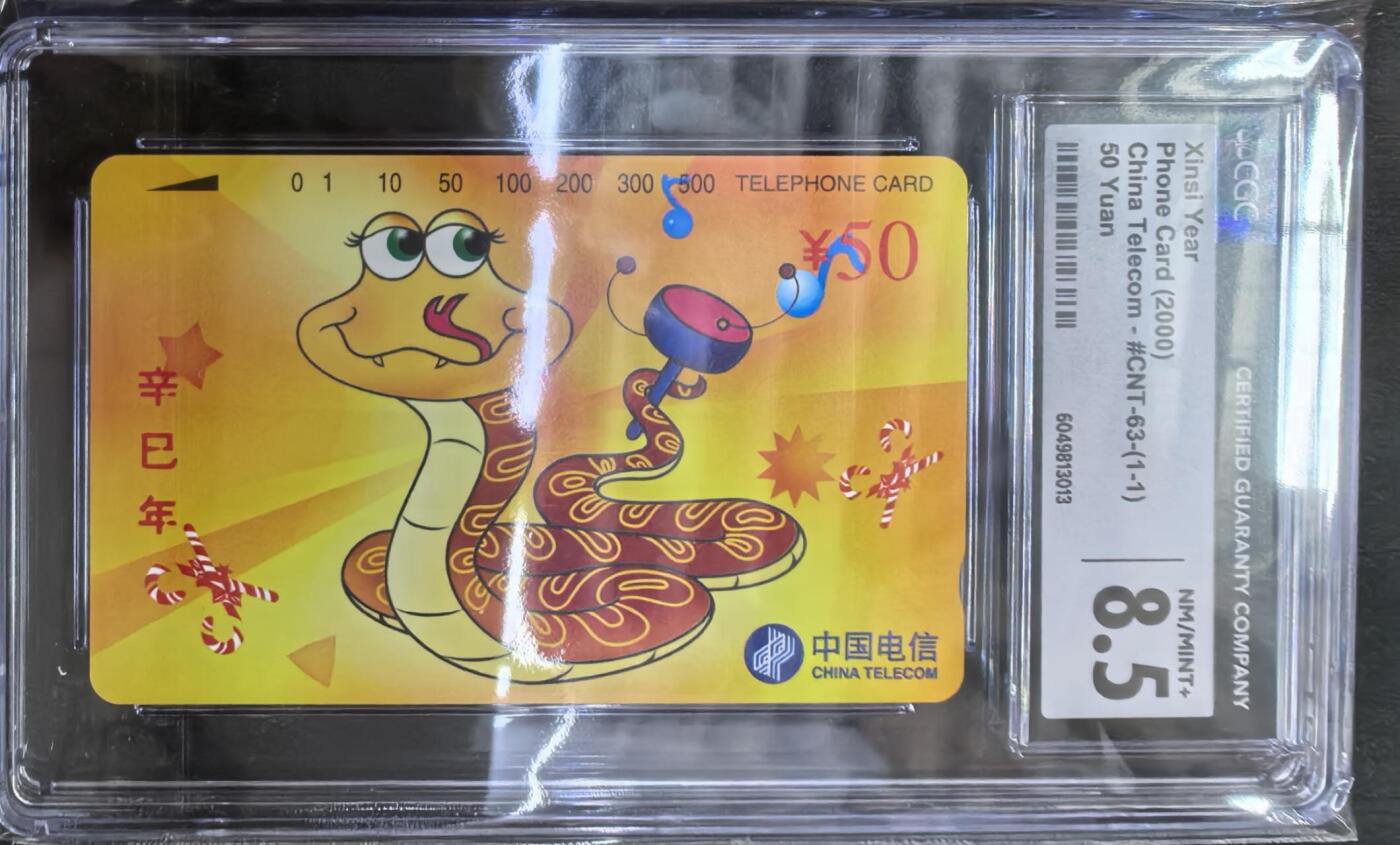 0 1 10 50 100 200 300 500 TELEPHONE CARD
¥50
辛
巳
年
中国电信
CHINA TELECOM
CGC
CERTIFIED GUARANTY COMPANY
Xinsi Year
Phone Card (2000)
China Telecom - #CNT-63-(1-1)
50 Yuan
6049813013
NM/MINT+
8.5